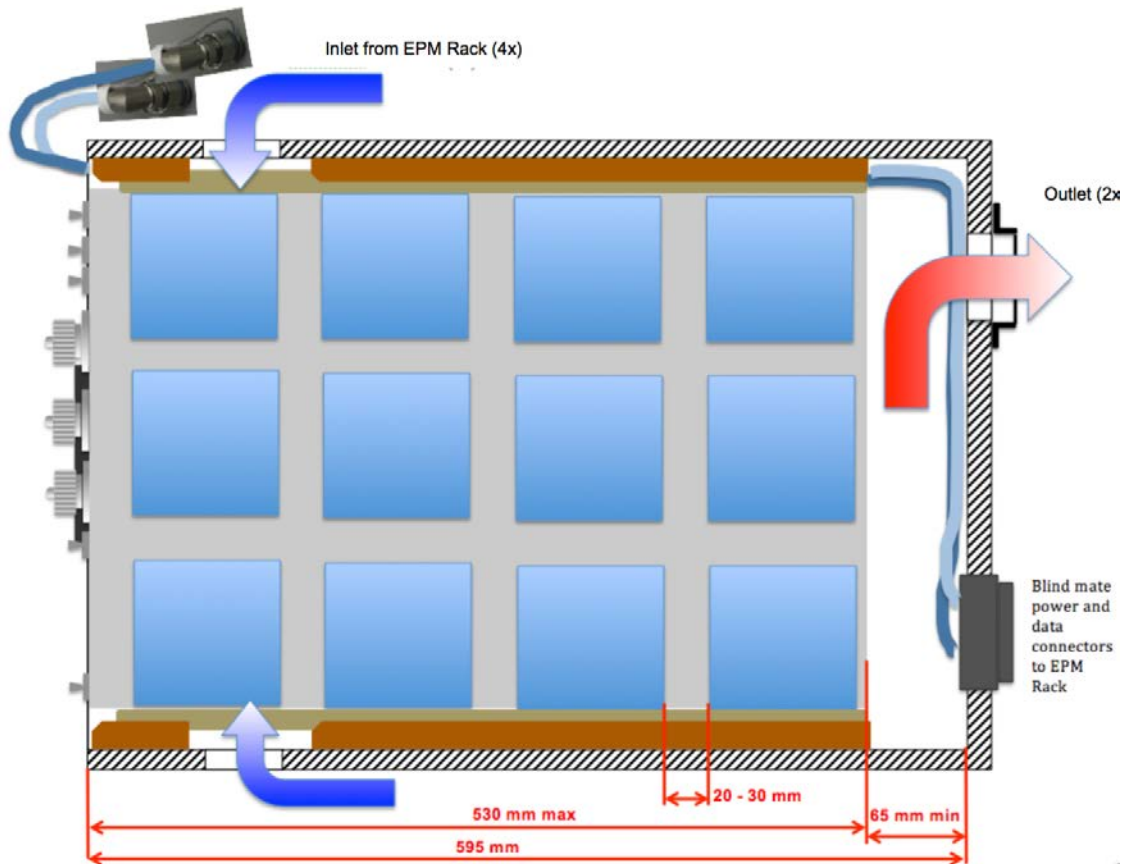 Inlet from EPM Rack (4x)
Outlet (2x
Blind mate
power and
data
connectors
to EPM
Rack
20 - 30 mm
530 mm max
65 mm min
595 mm